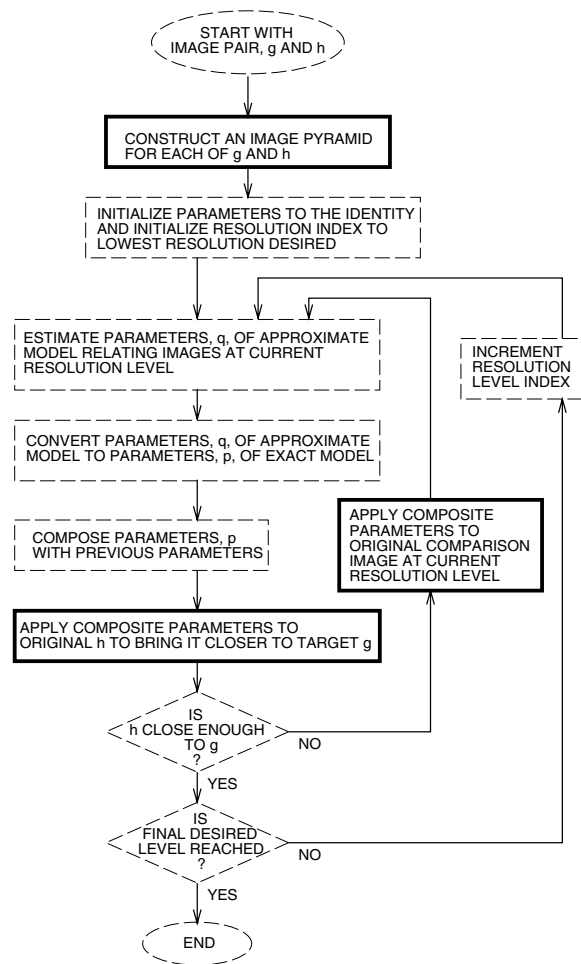 START WITH
IMAGE PAIR, g AND h
CONSTRUCT AN IMAGE PYRAMID
FOR EACH OF g AND h
INITIALIZE PARAMETERS TO THE IDENTITY
AND INITIALIZE RESOLUTION INDEX TO
LOWEST RESOLUTION DESIRED
ESTIMATE PARAMETERS, q, OF APPROXIMATE
MODEL RELATING IMAGES AT CURRENT
RESOLUTION LEVEL
INCREMENT
RESOLUTION
LEVEL INDEX
CONVERT PARAMETERS, q, OF APPROXIMATE
MODEL TO PARAMETERS, p, OF EXACT MODEL
APPLY COMPOSITE
PARAMETERS TO
ORIGINAL COMPARISON
IMAGE AT CURRENT
RESOLUTION LEVEL
COMPOSE PARAMETERS, p
WITH PREVIOUS PARAMETERS
APPLY COMPOSITE PARAMETERS TO
ORIGINAL h TO BRING IT CLOSER TO TARGET g
IS
h CLOSE ENOUGH
TO g
?
NO
YES
IS
FINAL DESIRED
LEVEL REACHED
?
NO
YES
END